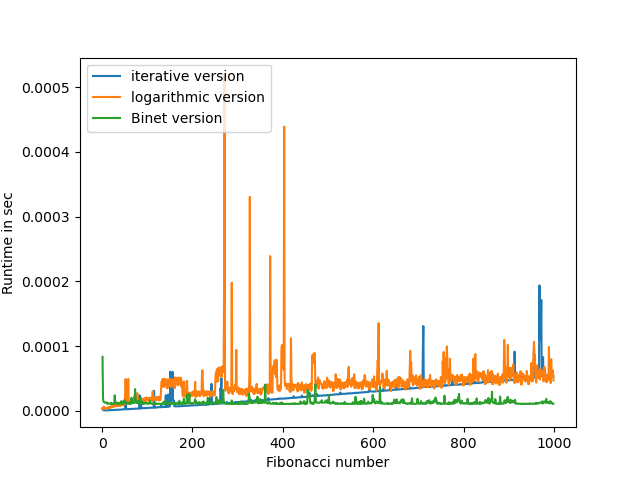 iterative version
logarithmic version
Binet version
0.0005
0.0004
0.0003
0.0002
0.0001
0.0000
Runtime in sec
0 200 400 600 800 1000
Fibonacci number